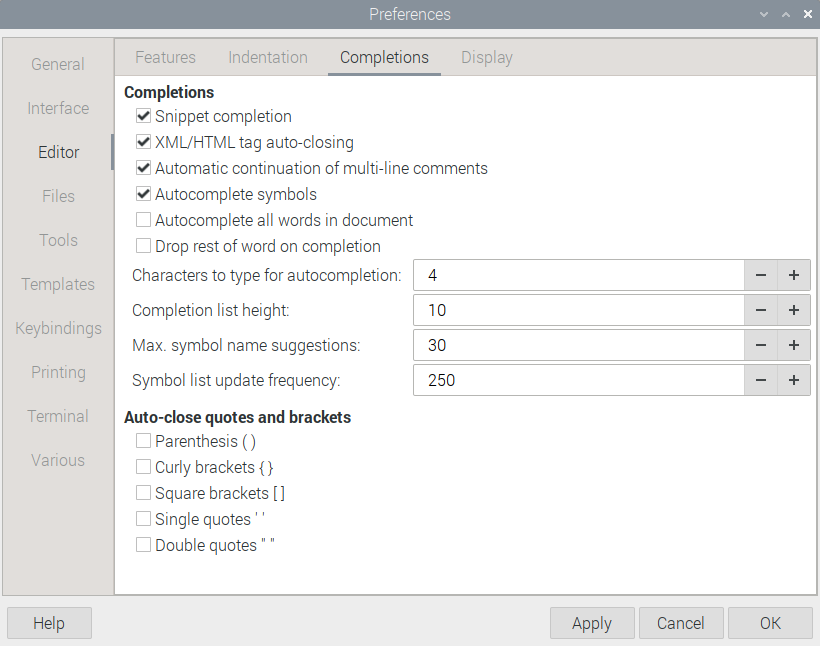 Preferences
General
Interface
Editor
Files
Tools
Templates
Keybindings
Printing
Terminal
Various
Features Indentation Completions Display
Completions
Snippet completion
XML/HTML tag auto-closing
Automatic continuation of multi-line comments
Autocomplete symbols
Autocomplete all words in document
Drop rest of word on completion
Characters to type for autocompletion: 4
Completion list height: 10
Max. symbol name suggestions: 30
Symbol list update frequency: 250
Auto-close quotes and brackets
Parenthesis ( )
Curly brackets { }
Square brackets [ ]
Single quotes ' '
Double quotes " "
Help Apply Cancel OK